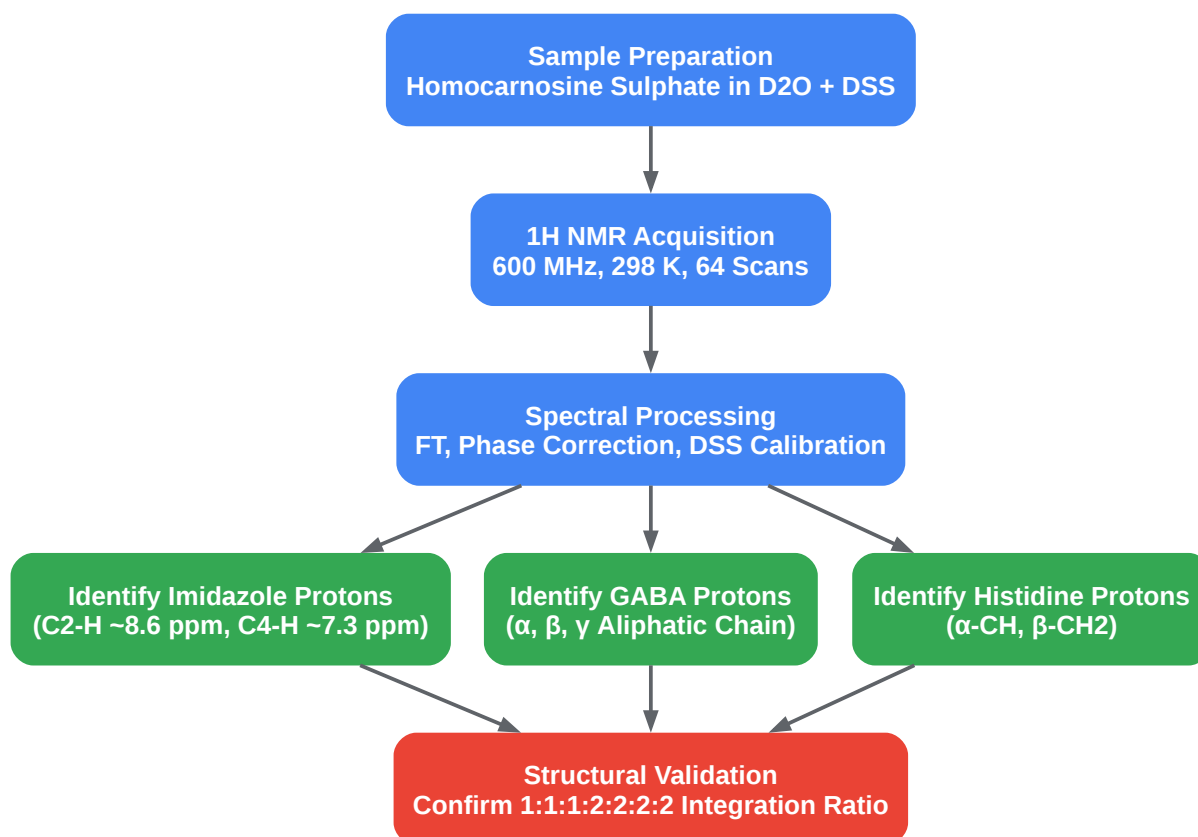 Sample Preparation
Homocarnosine Sulphate in D2O + DSS
1H NMR Acquisition
600 MHz, 298 K, 64 Scans
Spectral Processing
FT, Phase Correction, DSS Calibration
Identify Imidazole Protons
(C2-H ~8.6 ppm, C4-H ~7.3 ppm)
Identify GABA Protons
(α, β, γ Aliphatic Chain)
Identify Histidine Protons
(α-CH, β-CH2)
Structural Validation
Confirm 1:1:1:2:2:2:2 Integration Ratio